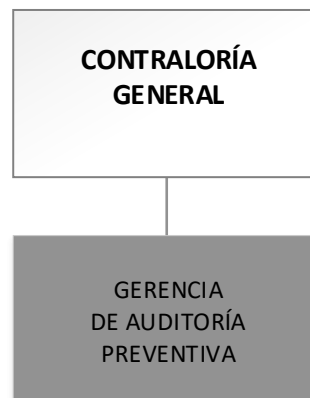 CONTRALORÍA
GENERAL
GERENCIA
DE AUDITORÍA
PREVENTIVA